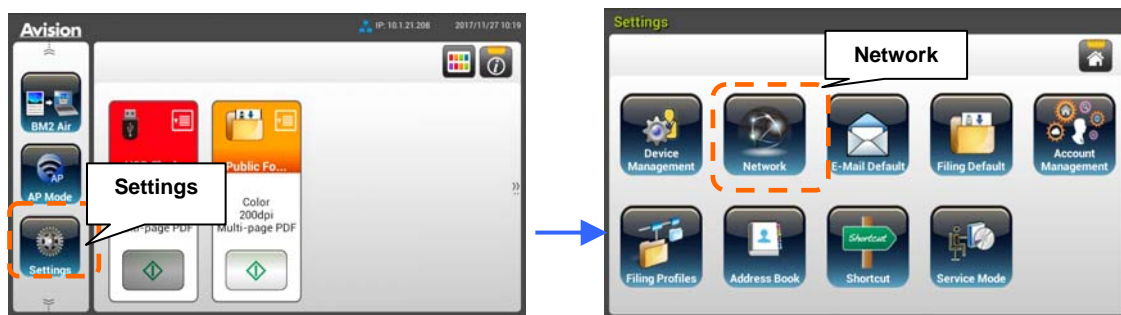 Avision
IP: 10.1.21.208 2017/11/27 10:19
BM2 Air
AP
AP Mode
Settings
Settings
Public Fo...
Color
200dpi
Multi-page PDF
Multi-page PDF
Settings
Network
Device
Management
Network
E-Mail Default
Filing Default
Account
Management
Filing Profiles
Address Book
Shortcut
Shortcut
Service Mode